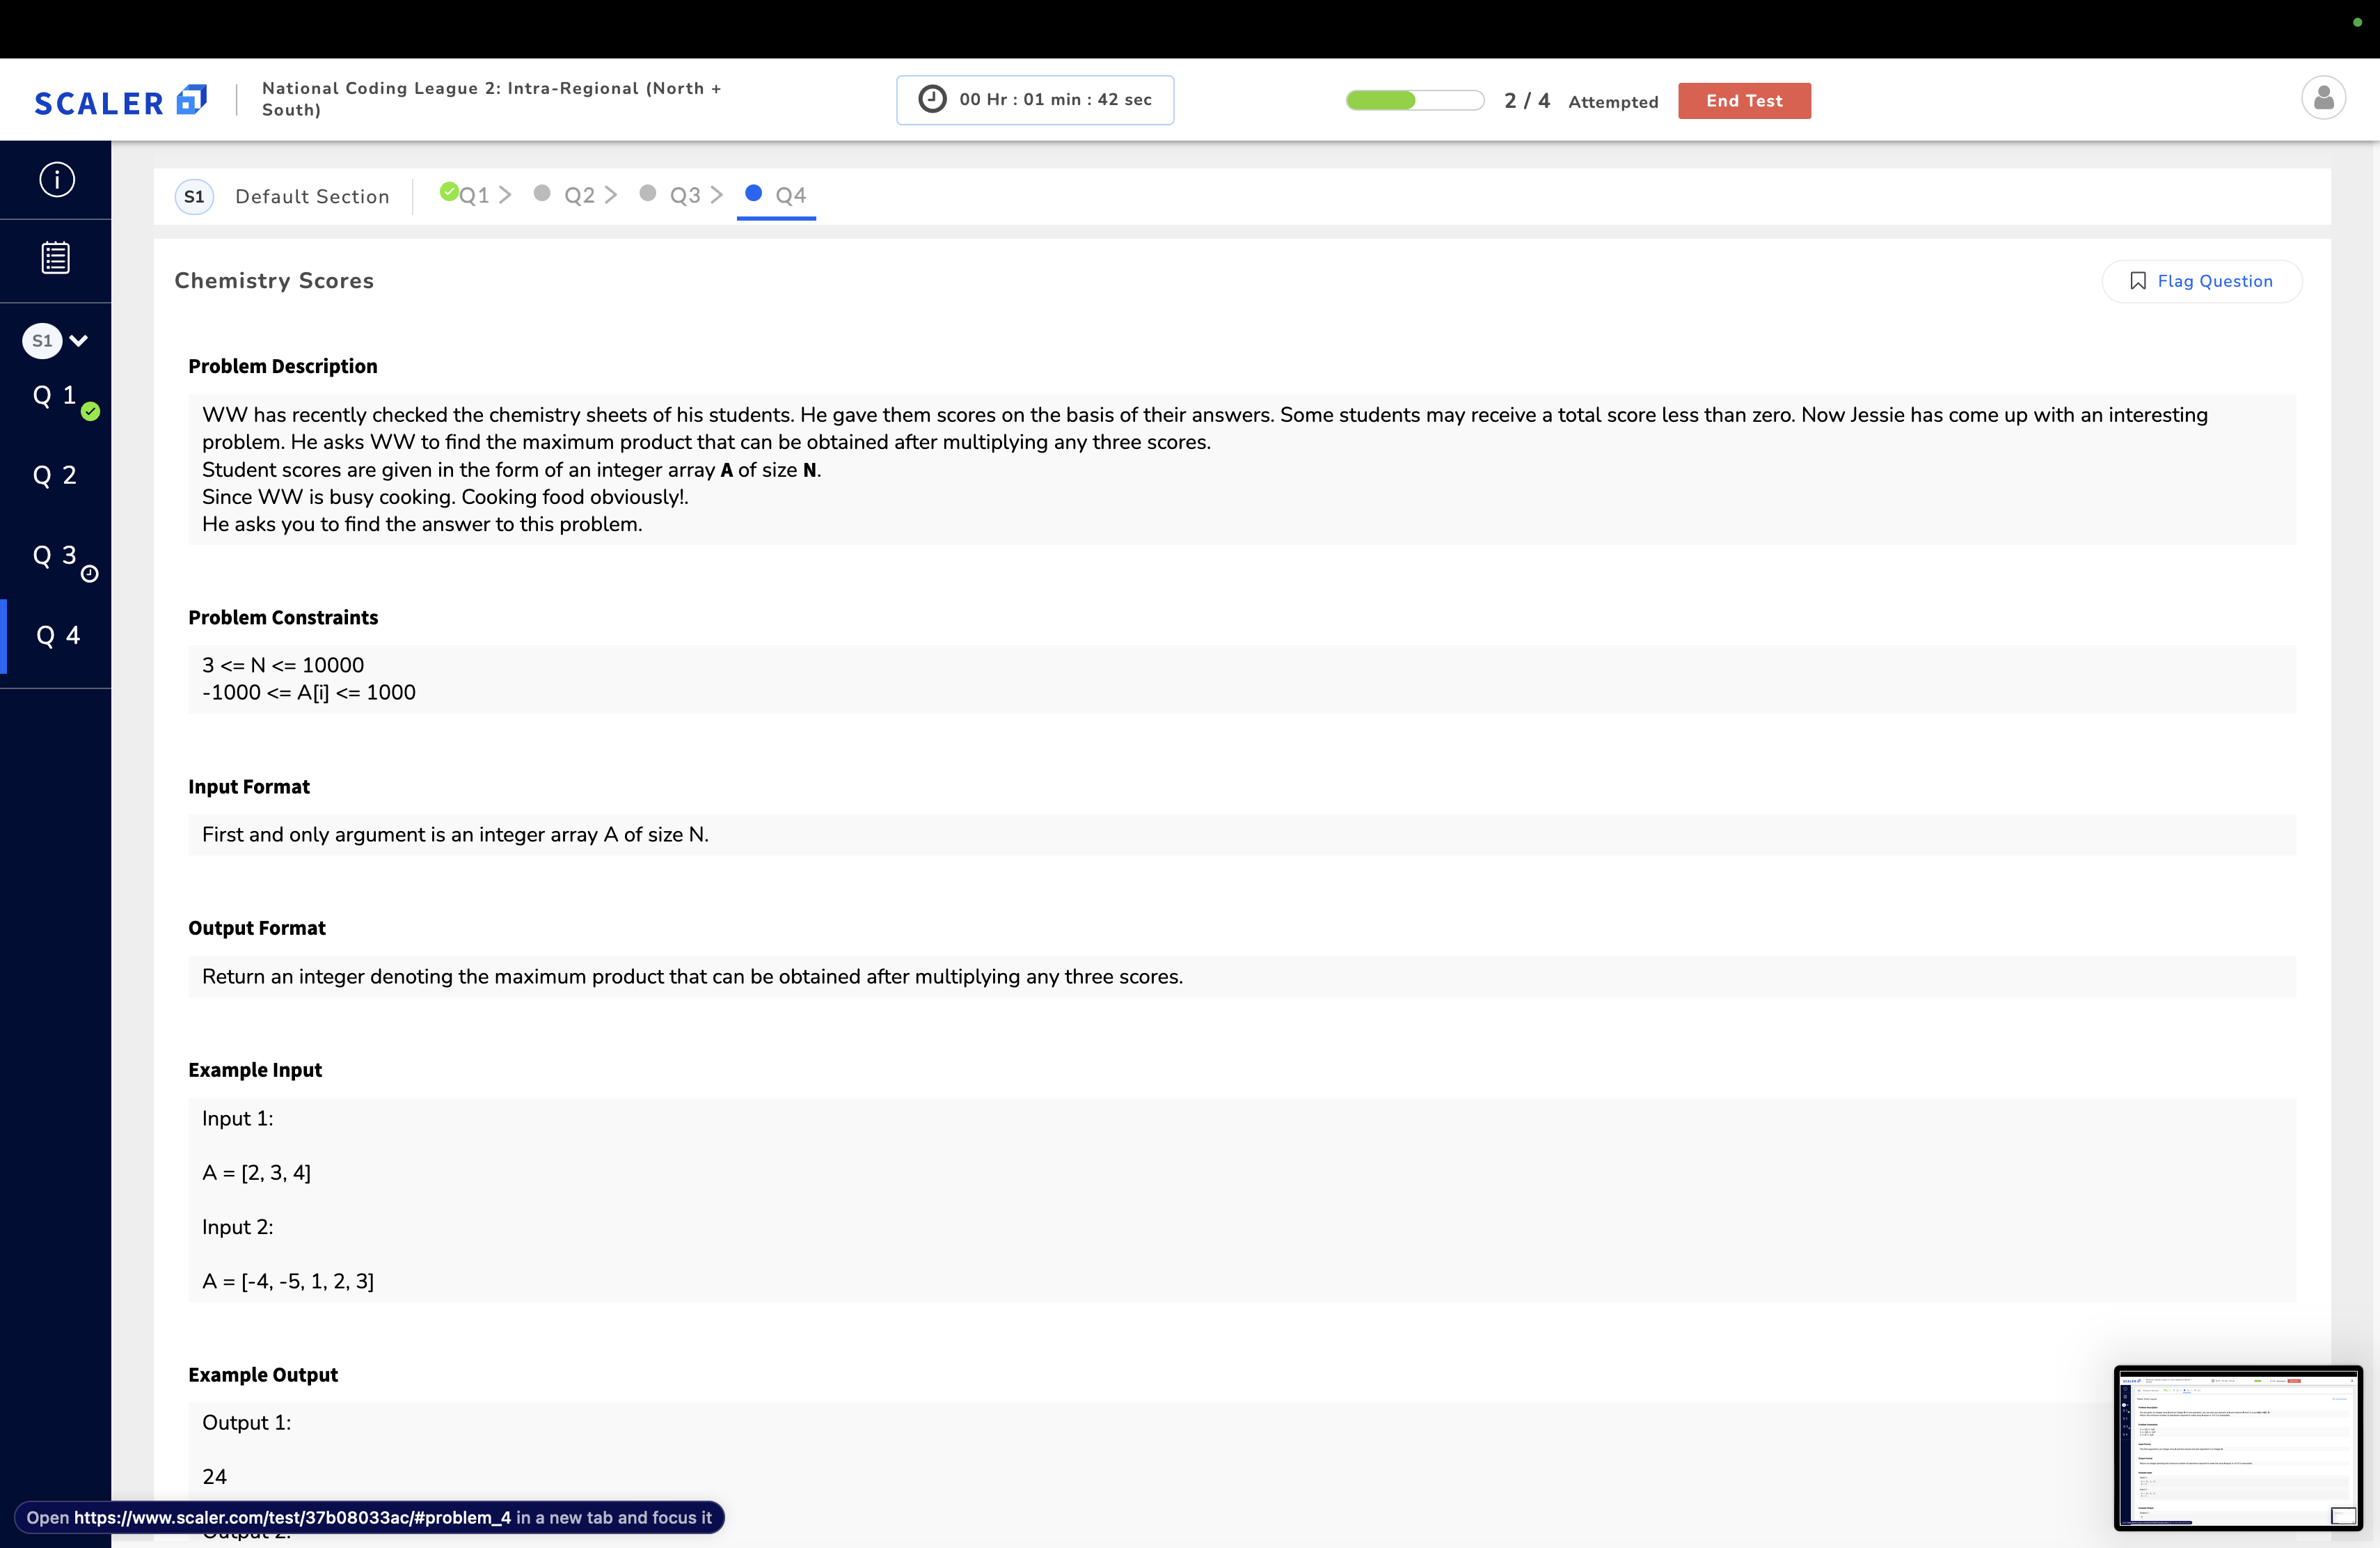 SCALER
National Coding League 2: Intra-Regional (North +
South)
00 Hr : 01 min : 42 sec
2 / 4 Attempted
End Test
S1 Default Section
Q1
Q2
Q3
Q4
S1
Q 1
Q 2
Q 3
Q 4
Chemistry Scores
Flag Question
Problem Description
WW has recently checked the chemistry sheets of his students. He gave them scores on the basis of their answers. Some students may receive a total score less than zero. Now Jessie has come up with an interesting
problem. He asks WW to find the maximum product that can be obtained after multiplying any three scores.
Student scores are given in the form of an integer array A of size N.
Since WW is busy cooking. Cooking food obviously!.
He asks you to find the answer to this problem.
Problem Constraints
3 <= N <= 10000
-1000 <= A[i] <= 1000
Input Format
First and only argument is an integer array A of size N.
Output Format
Return an integer denoting the maximum product that can be obtained after multiplying any three scores.
Example Input
Input 1:
A = [2, 3, 4]
Input 2:
A = [-4, -5, 1, 2, 3]
Example Output
Output 1:
24
Open https://www.scaler.com/test/37b08033ac/#problem_4 in a new tab and focus it
Output 2: